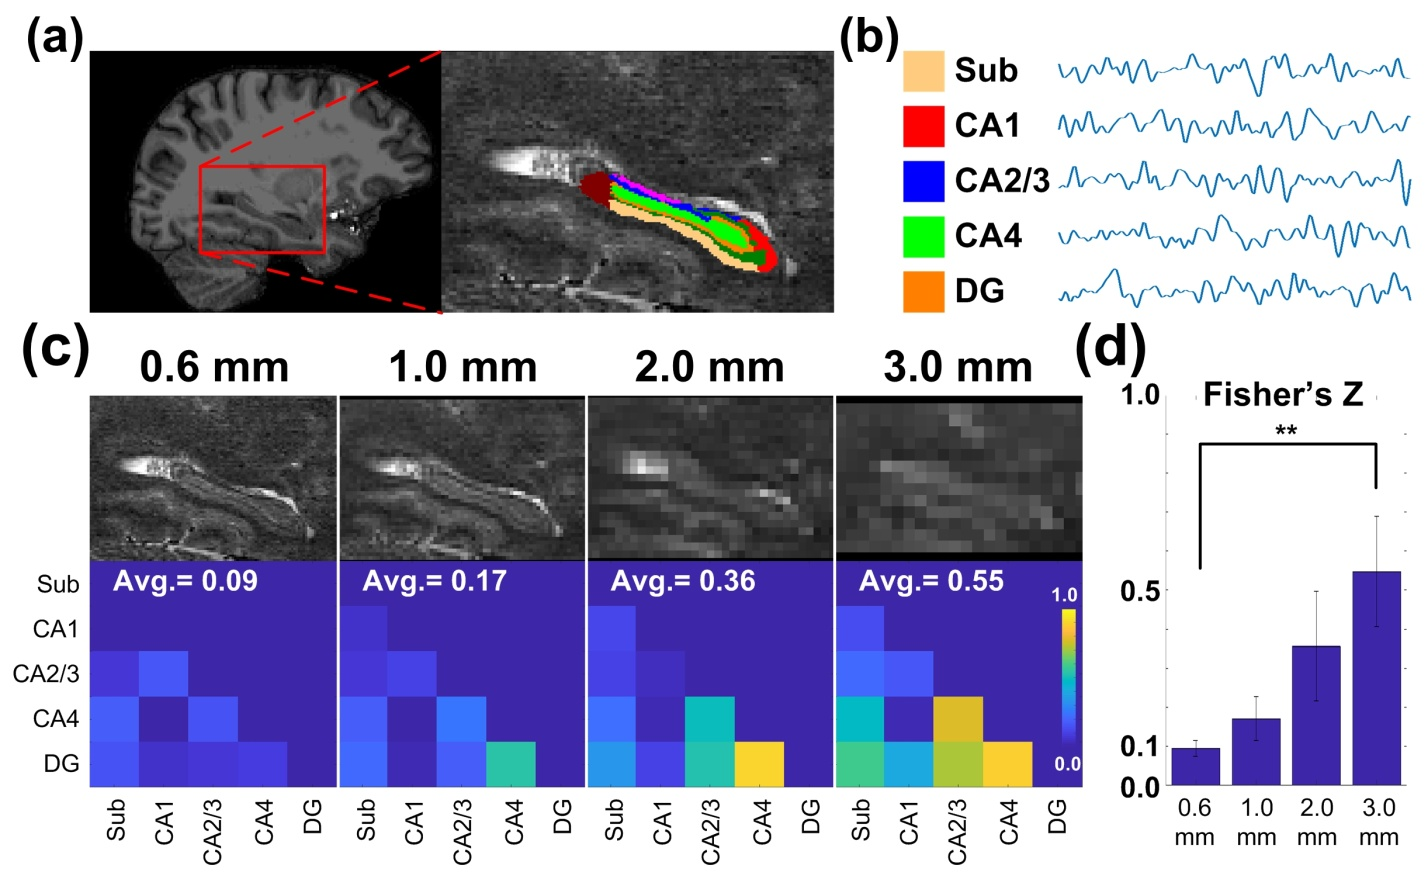 (a)
(b)
Sub
CA1
CA2/3
CA4
DG
(c)
0.6 mm
1.0 mm
2.0 mm
3.0 mm
Avg.= 0.09
Avg.= 0.17
Avg.= 0.36
Avg.= 0.55
1.0
0.0
Sub
CA1
CA2/3
CA4
DG
Sub
CA1
CA2/3
CA4
DG
Sub
CA1
CA2/3
CA4
DG
Sub
CA1
CA2/3
CA4
DG
Sub
CA1
CA2/3
CA4
DG
(d)
Fisher's Z
**
1.0
0.5
0.1
0.0
0.6 mm
1.0 mm
2.0 mm
3.0 mm